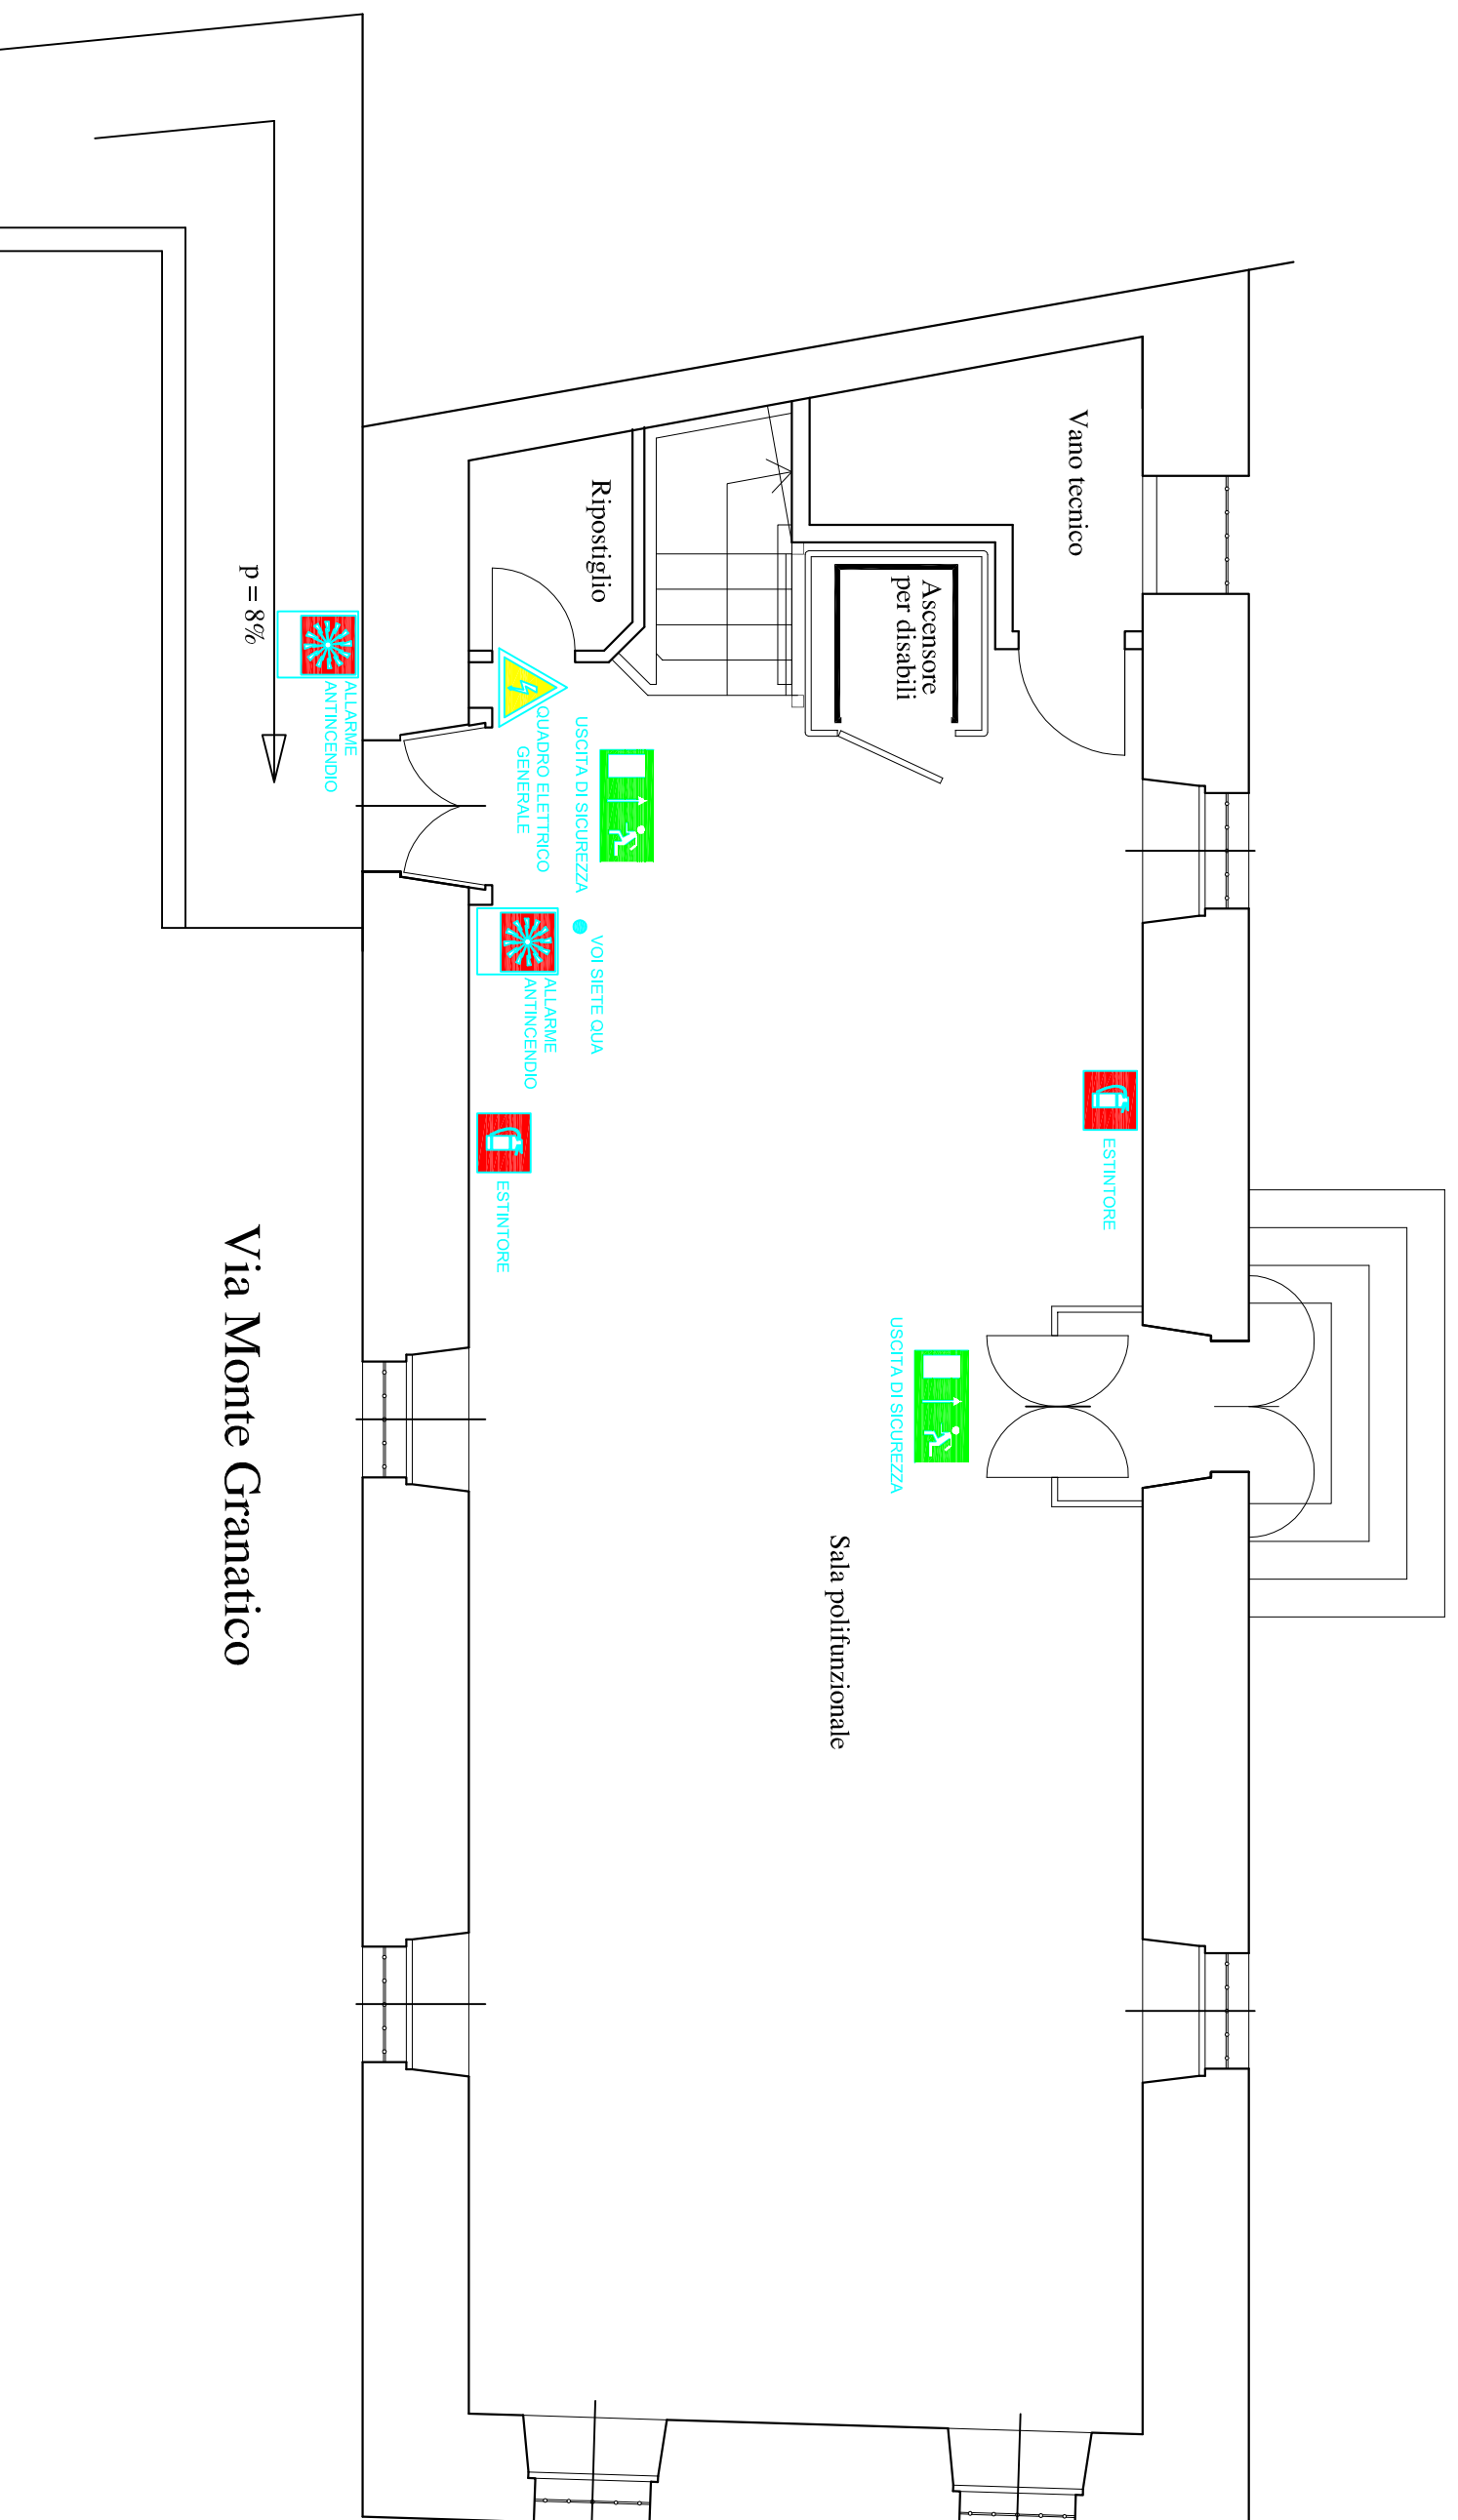 Vano tecnico
Ascensore
per disabili
Ripostiglio
p = 8%
ALLARME
ANTINCENDIO
QUADRO ELETTRICO
GENERALE
USCITA DI SICUREZZA
VOI SIETE QUA
ALLARME
ANTINCENDIO
ESTINTORE
ESTINTORE
USCITA DI SICUREZZA
Sala polifunzionale
Via Monte Granatico